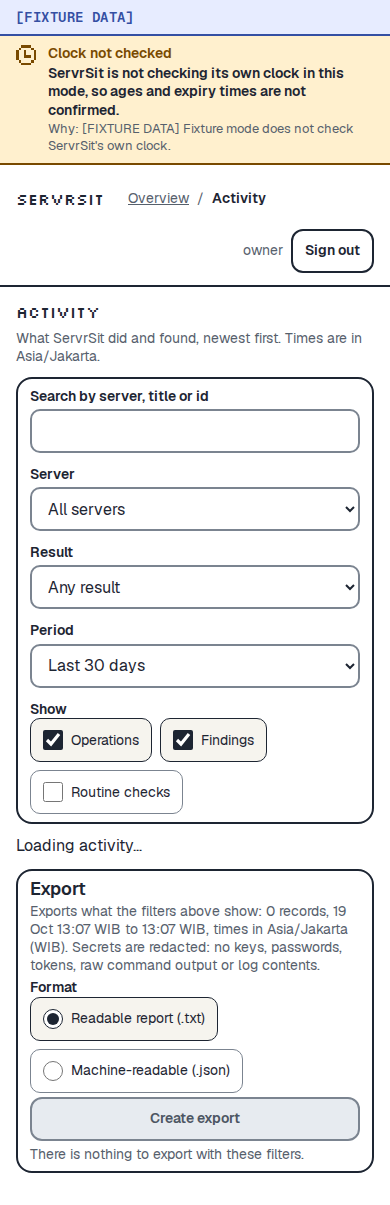 [FIXTURE DATA]
Clock not checked
ServrSit is not checking its own clock in this
mode, so ages and expiry times are not
confirmed.
Why: [FIXTURE DATA] Fixture mode does not check
ServrSit's own clock.
SERVRSIT Overview / Activity
owner Sign out
ACTIVITY
What ServrSit did and found, newest first. Times are in
Asia/Jakarta.
Search by server, title or id
Server
All servers
Result
Any result
Period
Last 30 days
Show
Operations Findings
Routine checks
Loading activity...
Export
Exports what the filters above show: 0 records, 19
Oct 13:07 WIB to 13:07 WIB, times in Asia/Jakarta
(WIB). Secrets are redacted: no keys, passwords,
tokens, raw command output or log contents.
Format
Readable report (.txt)
Machine-readable (.json)
Create export
There is nothing to export with these filters.